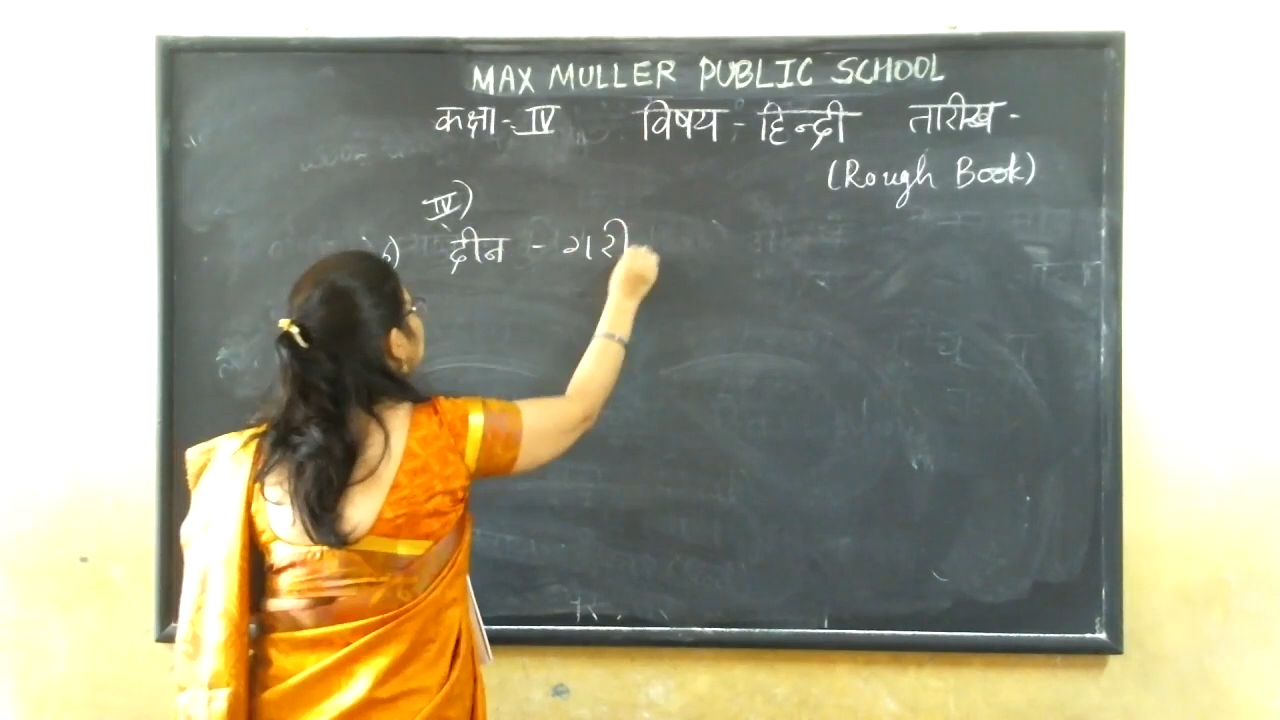 MAX MULLER PUBLIC SCHOOL
कक्षा - IV विषय - हिन्दी तारीख -
(Rough Book)
IV)
दीन - गरी